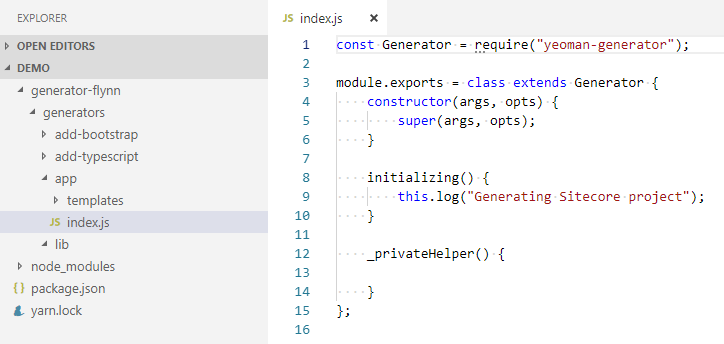 EXPLORER
OPEN EDITORS
DEMO
generator-flynn
generators
add-bootstrap
add-typescript
app
templates
JS index.js
lib
node_modules
{} package.json
yarn.lock
JS index.js ×
1 const Generator = require("yeoman-generator");
2
3 module.exports = class extends Generator {
4 constructor(args, opts) {
5 super(args, opts);
6 }
7
8 initializing() {
9 this.log("Generating Sitecore project");
10 }
11
12 _privateHelper() {
13
14 }
15 };
16